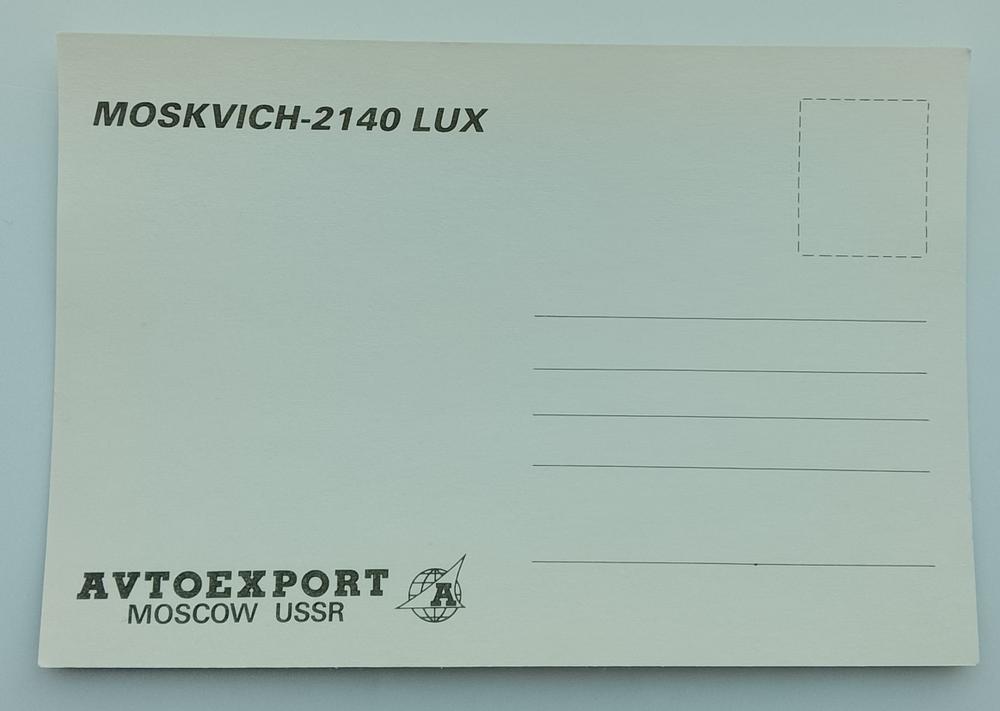 MOSKVICH-2140 LUX
AVTOEXPORT
A
MOSCOW USSR